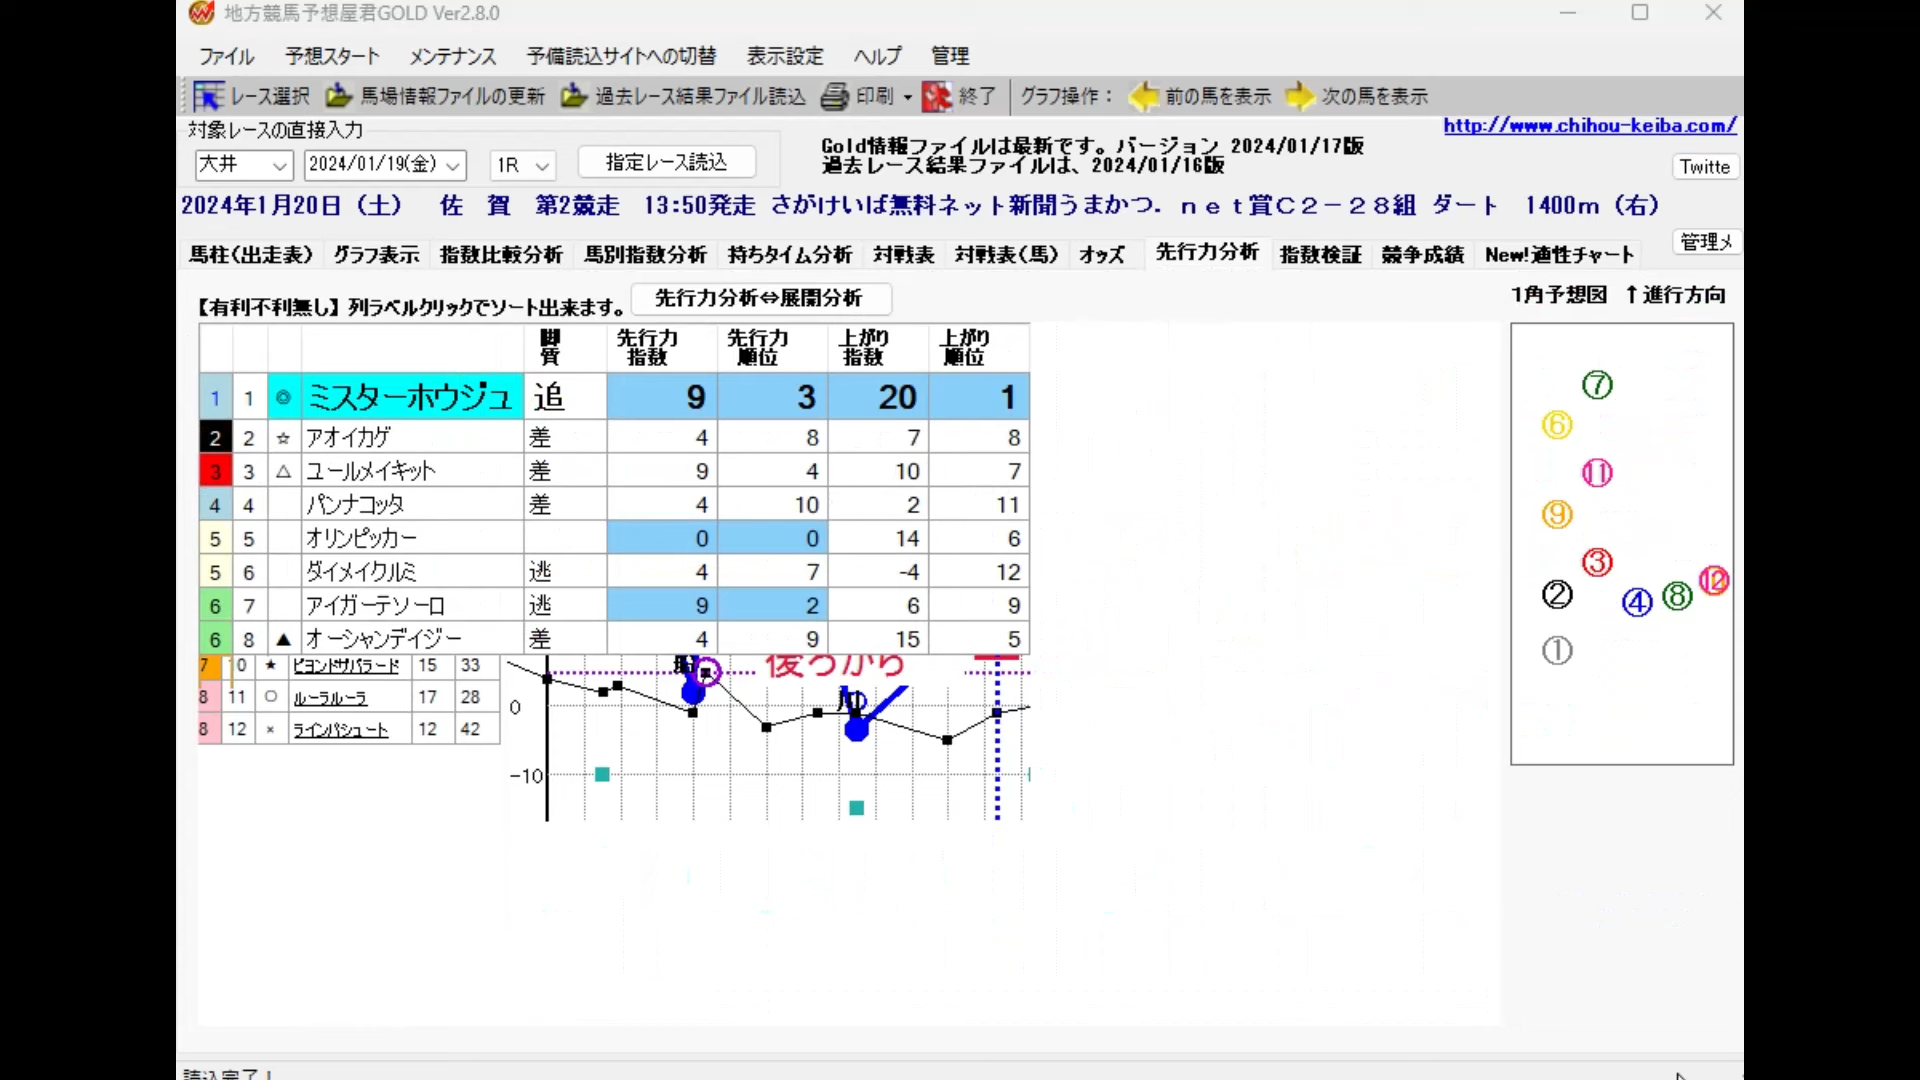 地方競馬予想屋君GOLD Ver2.8.0
ファイル 予想スタート メンテナンス 予備読込サイトへの切替 表示設定 ヘルプ 管理
レース選択 馬場情報ファイルの更新 過去レース結果ファイル読込 印刷 終了 グラフ操作： 前の馬を表示 次の馬を表示
対象レースの直接入力
http://www.chihou-keiba.com/
大井 2024/01/19(金) 1R 指定レース読込
Gold情報ファイルは最新です。バージョン 2024/01/17版
過去レース結果ファイルは、2024/01/16版
Twitte
2024年1月20日（土） 佐 賀 第2競走 13:50発走 さがけいば無料ネット新聞うまかつ．ｎｅｔ賞Ｃ２－２８組 ダート 1400ｍ（右）
管理メ
馬柱(出走表) グラフ表示 指数比較分析 馬別指数分析 持ちタイム分析 対戦表 対戦表(馬) オッズ 先行力分析 指数検証 競争成績 New!適性チャート
【有利不利無し】列ラベルクリックでソート出来ます。 先行力分析⇔展開分析
1角予想図 ↑進行方向
脚質 先行力指数 先行力順位 上がり指数 上がり順位
1 1 ◎ ミスターホウジュ 追 9 3 20 1
2 2 ☆ アオイカゲ 差 4 8 7 8
3 3 △ ユールメイキット 差 9 4 10 7
4 4 パンナコッタ 差 4 10 2 11
5 5 オリンピッカー 0 0 14 6
5 6 ダイメイクルミ 逃 4 7 -4 12
6 7 アイガーテソーロ 逃 9 2 6 9
6 8 ▲ オーシャンデイジー 差 4 9 15 5
7 10 ★ ビヨンドザパラード 15 33
8 11 ○ ルーラルーラ 17 28
8 12 × ラインパシュート 12 42
後ろから
0
-10
⑦
⑥
⑪
⑨
③
⑫
② ④ ⑧
①
読込完了！